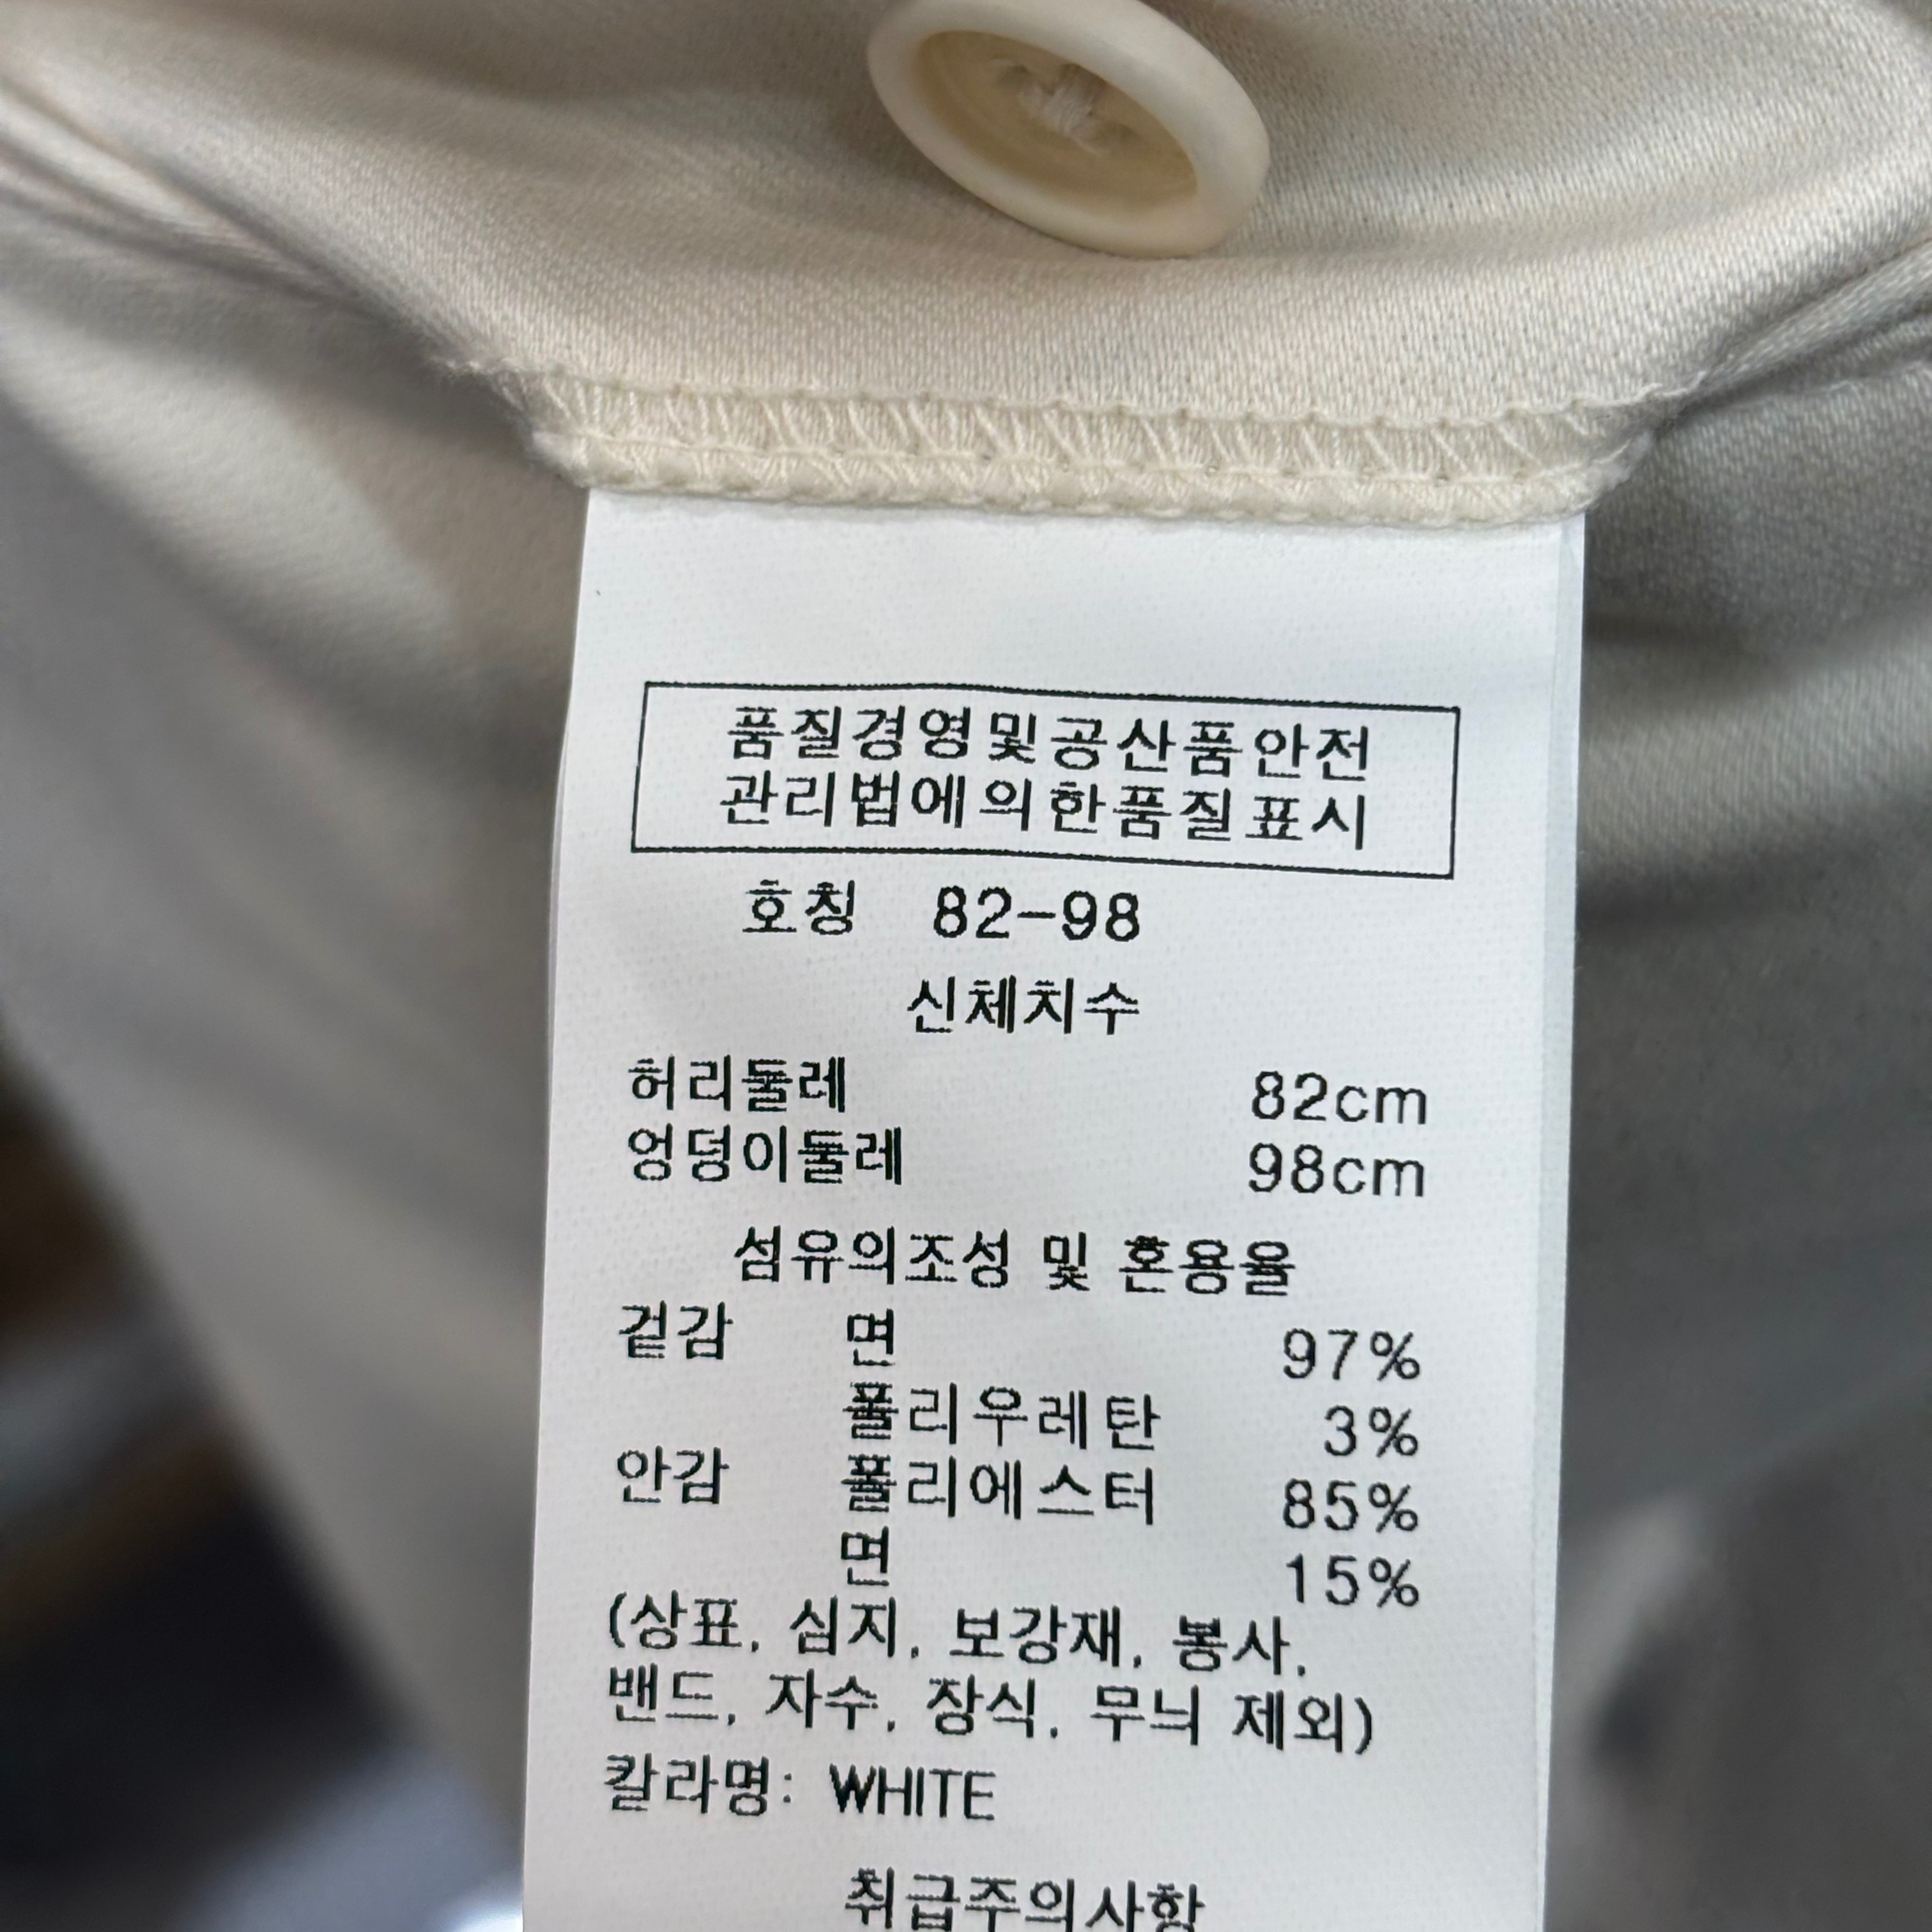 품질경영및공산품안전
관리법에의한품질표시
호칭 82-98
신체치수
허리둘레 82cm
엉덩이둘레 98cm
섬유의조성 및 혼용율
겉감 면 97%
폴리우레탄 3%
안감 폴리에스터 85%
면 15%
(상표, 심지, 보강재, 봉사,
밴드, 자수, 장식, 무늬 제외)
칼라명: WHITE
취급주의사항